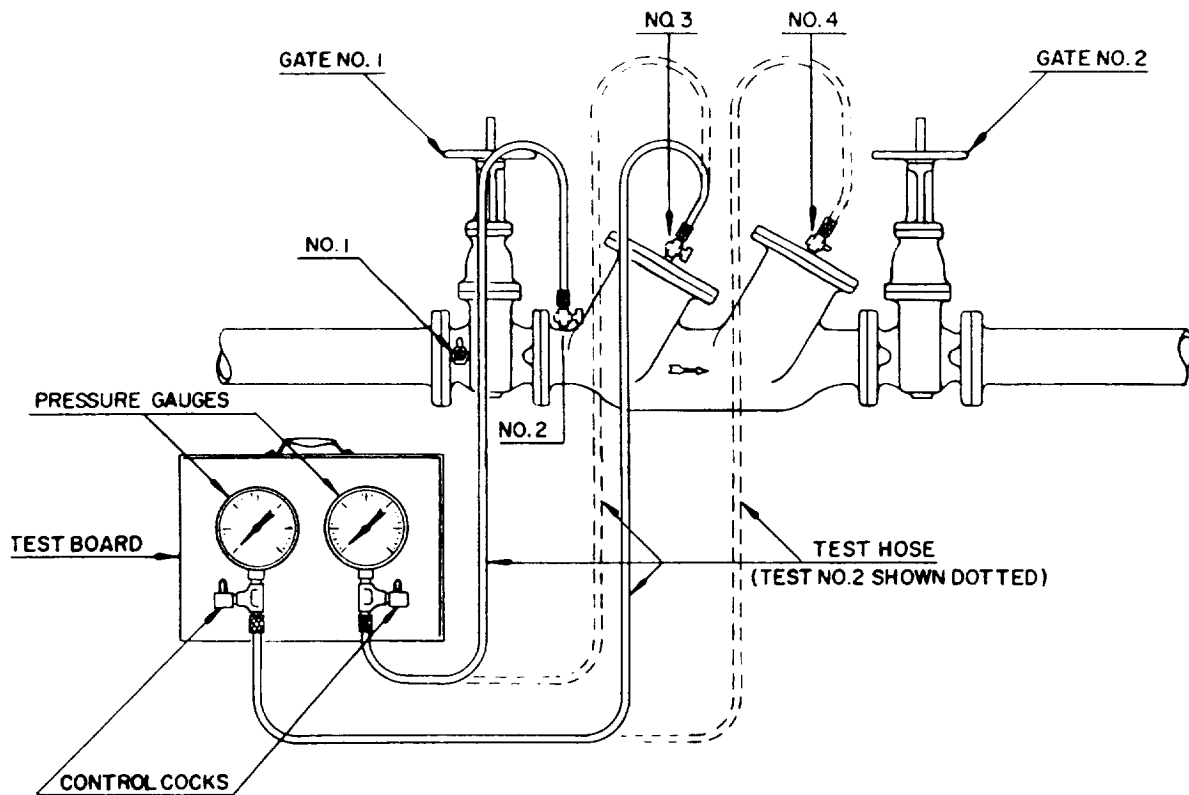 NO. 3
NO. 4
GATE NO. 1
GATE NO. 2
NO. 1
PRESSURE GAUGES
NO. 2
TEST BOARD
TEST HOSE
(TEST NO.2 SHOWN DOTTED)
CONTROL COCKS